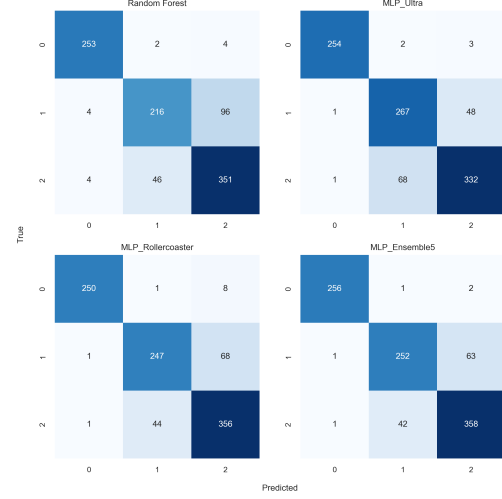 Random Forest
MLP_Ultra
0 253 2 4
0 254 2 3
1 4 216 96
1 1 267 48
2 4 46 351
2 1 68 332
0 1 2
0 1 2
True
MLP_Rollercoaster
MLP_Ensemble5
0 250 1 8
0 256 1 2
1 1 247 68
1 1 252 63
2 1 44 356
2 1 42 358
0 1 2
0 1 2
Predicted